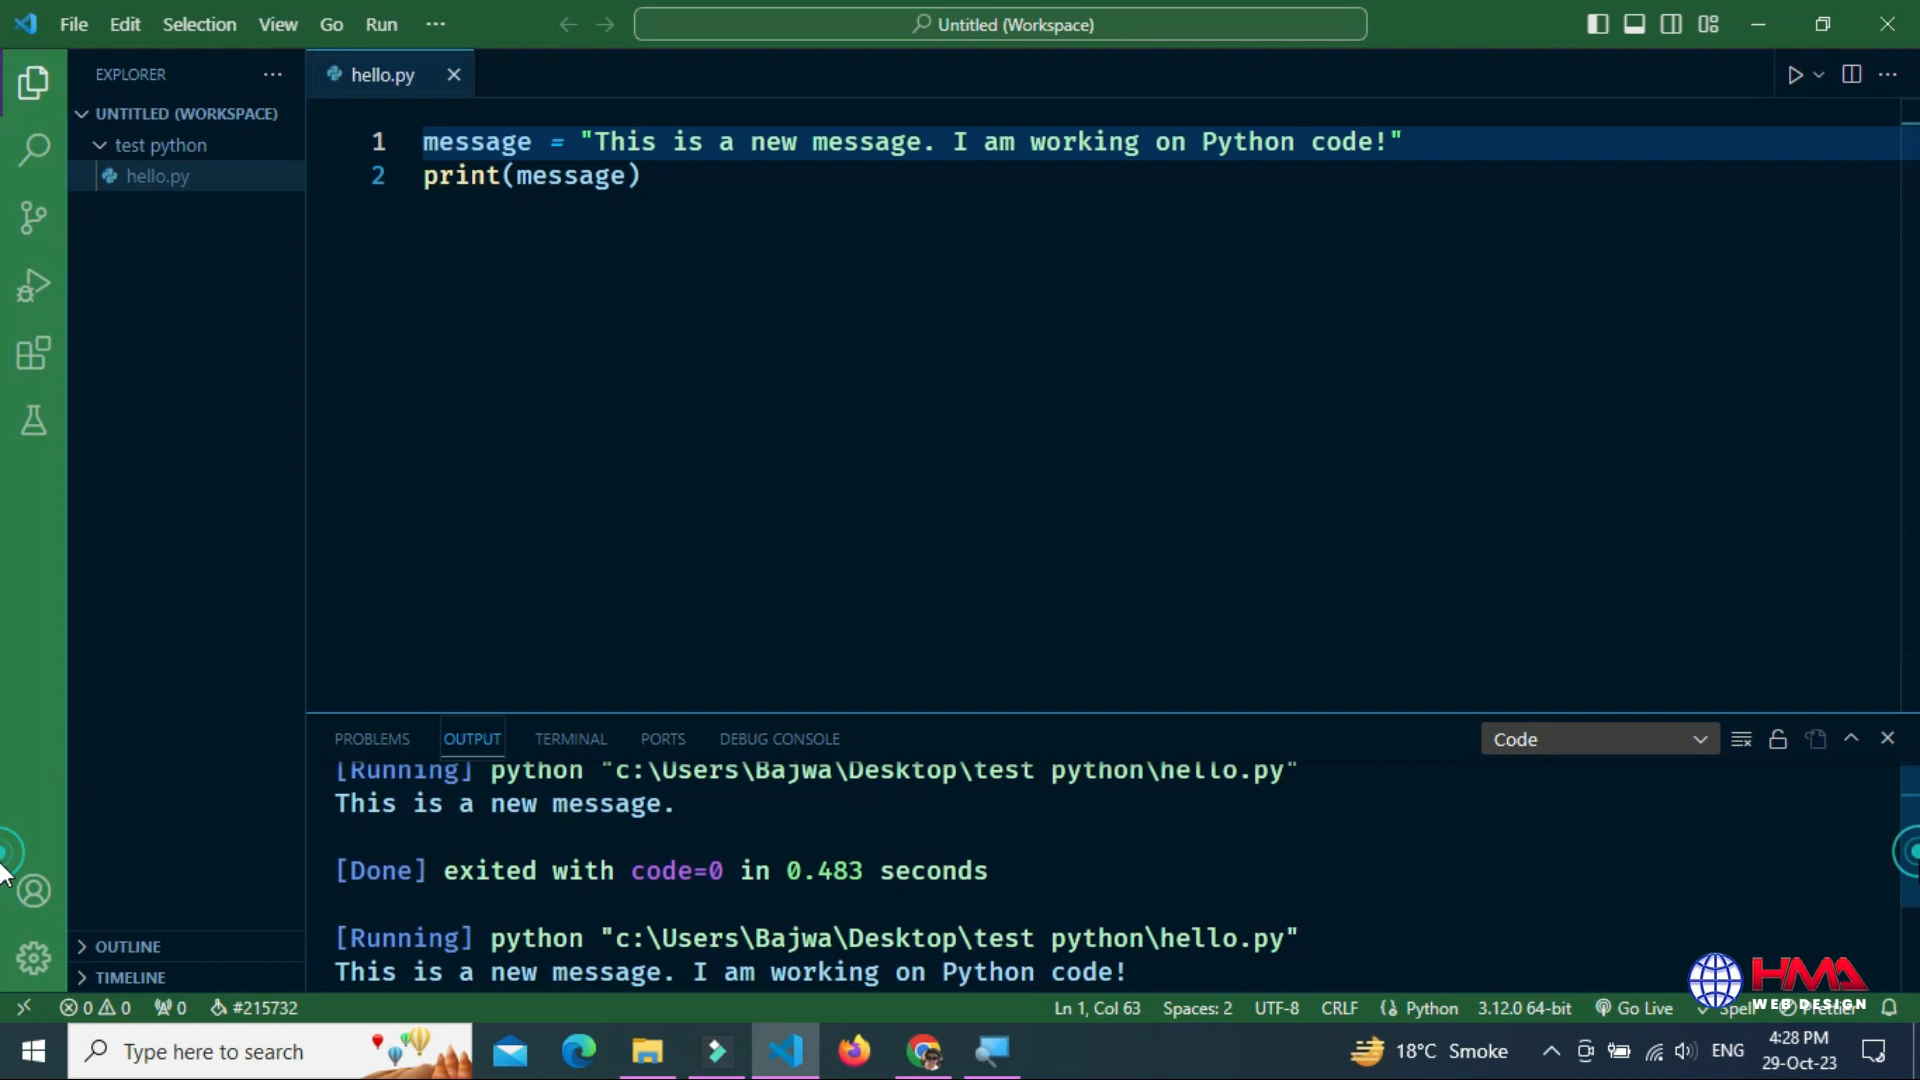 File Edit Selection View Go Run ···
Untitled (Workspace)
EXPLORER ···
hello.py
UNTITLED (WORKSPACE)
test python
hello.py
1 message = "This is a new message. I am working on Python code!"
2 print(message)
PROBLEMS OUTPUT TERMINAL PORTS DEBUG CONSOLE
Code
[Running] python "c:\Users\Bajwa\Desktop\test python\hello.py"
This is a new message.
[Done] exited with code=0 in 0.483 seconds
[Running] python "c:\Users\Bajwa\Desktop\test python\hello.py"
This is a new message. I am working on Python code!
OUTLINE
TIMELINE
HMA
WEB DESIGN
0 0 0 #215732
Ln 1, Col 63 Spaces: 2 UTF-8 CRLF Python 3.12.0 64-bit Go Live Spell Prettier
Type here to search
18°C Smoke
ENG
4:28 PM
29-Oct-23